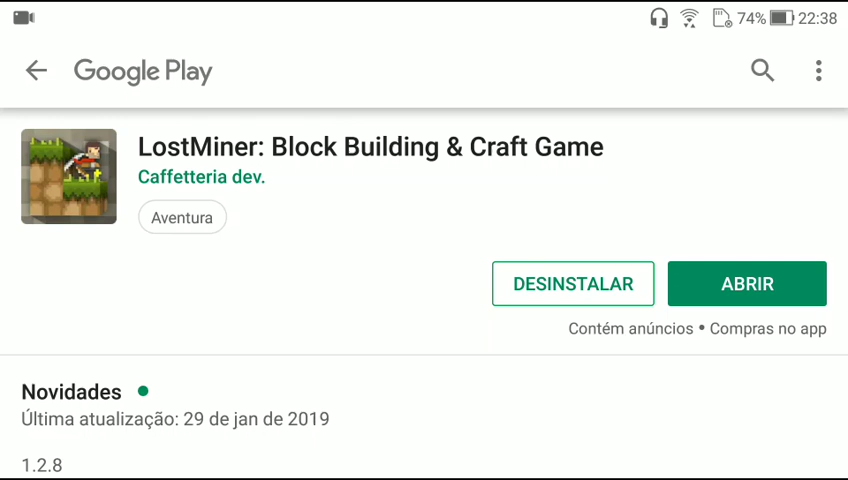 74% 22:38
Google Play
LostMiner: Block Building & Craft Game
Caffetteria dev.
Aventura
DESINSTALAR
ABRIR
Contém anúncios • Compras no app
Novidades
Última atualização: 29 de jan de 2019
1.2.8